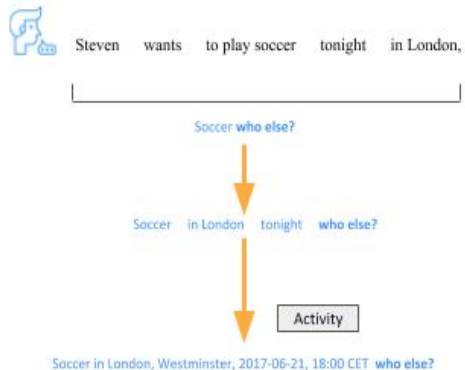 Steven wants to play soccer tonight in London,
Soccer who else?
Soccer in London tonight who else?
Activity
Soccer in London, Westminster, 2017-06-21, 18:00 CET who else?